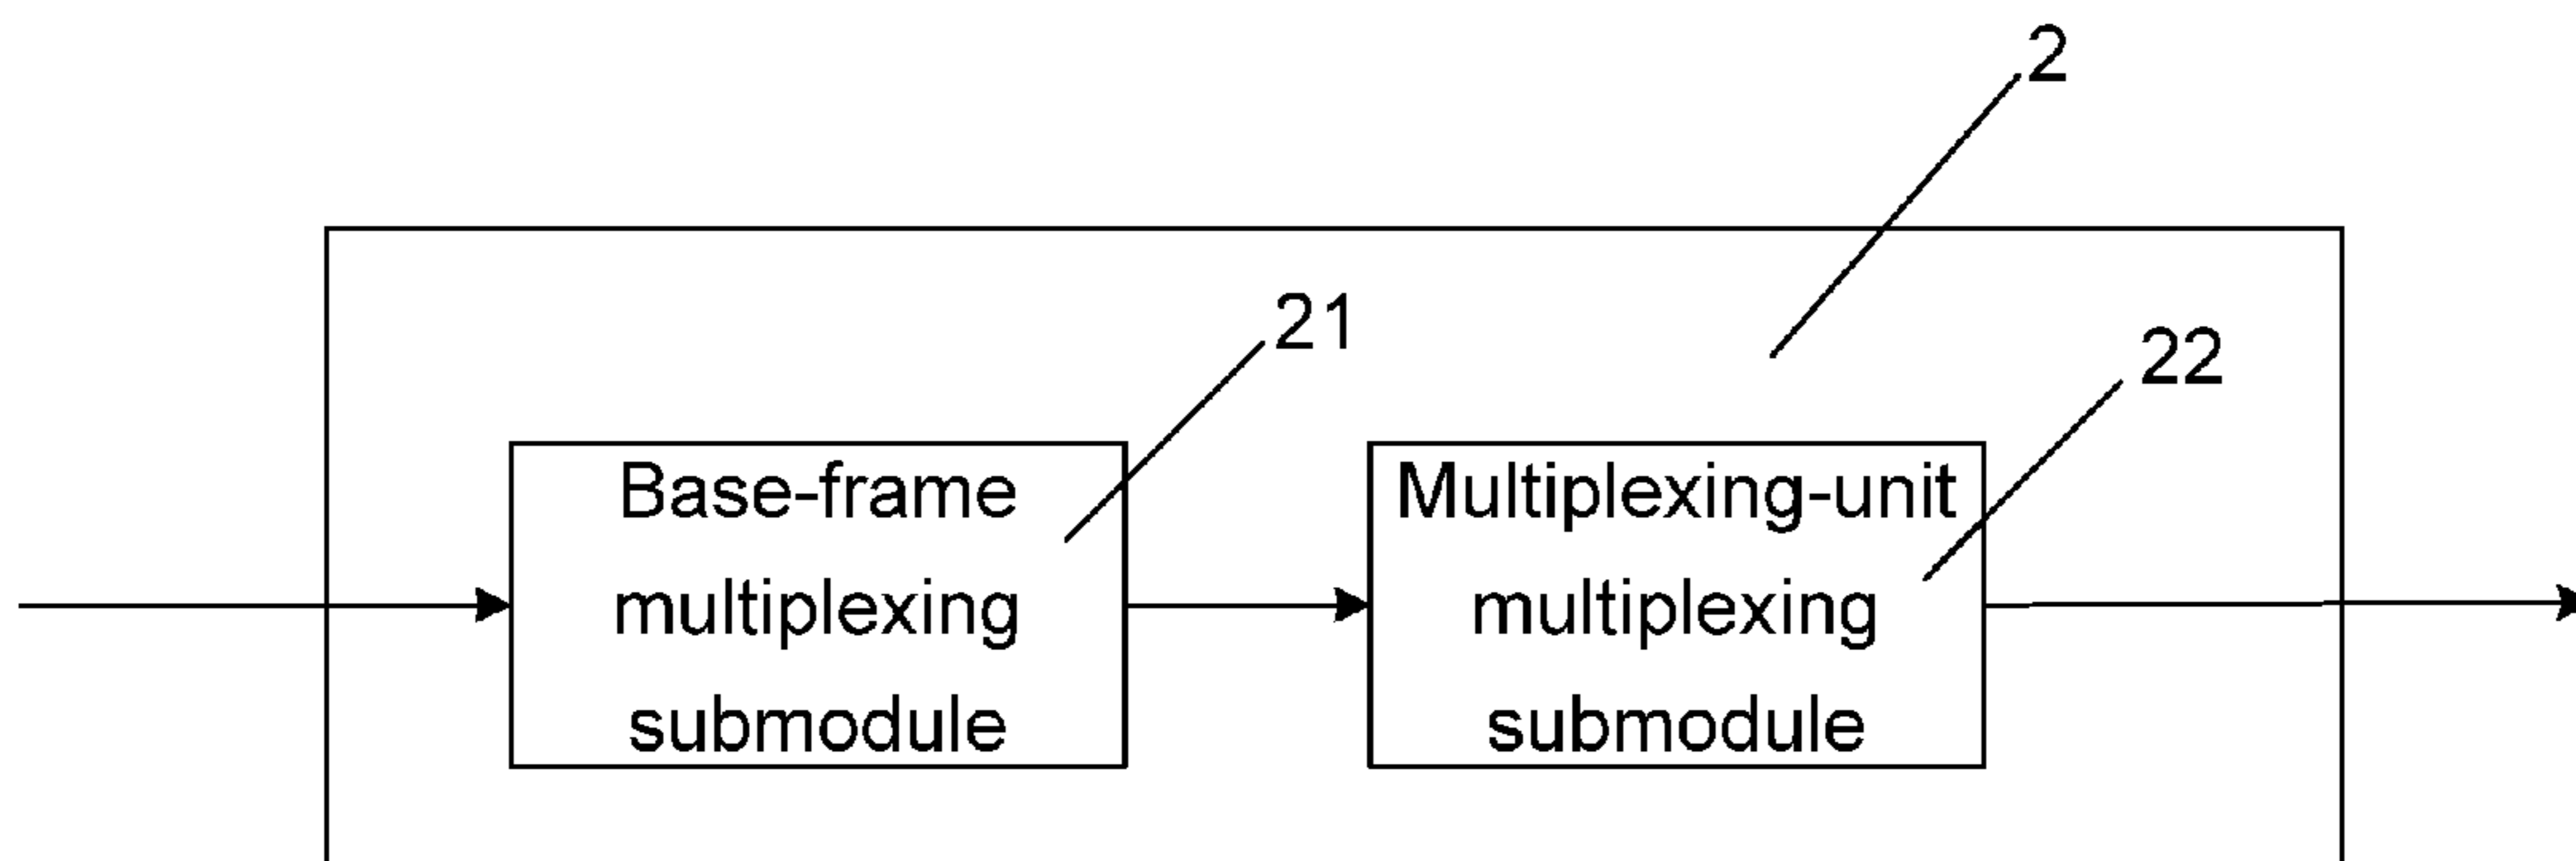 2
21
22
Base-frame
multiplexing
submodule
Multiplexing-unit
multiplexing
submodule